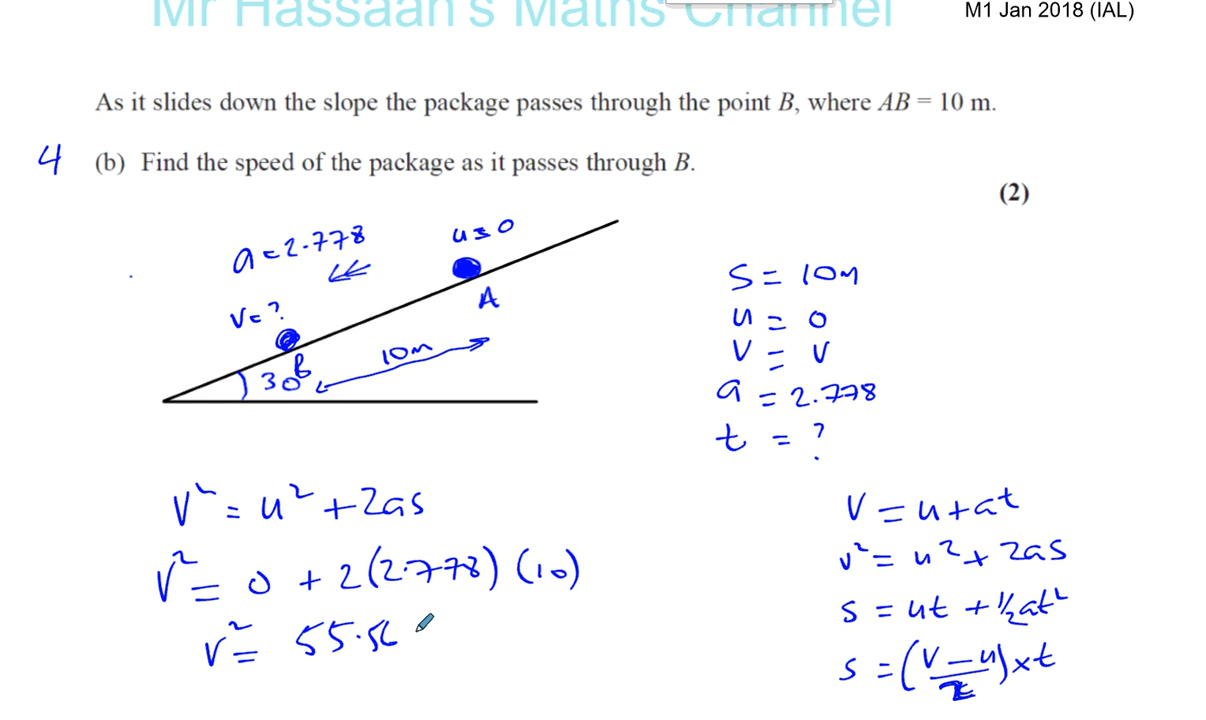 Mr Hassaan's Maths Channel
M1 Jan 2018 (IAL)
As it slides down the slope the package passes through the point B, where AB = 10 m.
4 (b) Find the speed of the package as it passes through B.
(2)
a = 2.778
u = 0
A
v = ?
B
10m
30°
S = 10m
u = 0
v = v
a = 2.778
t = ?
v² = u² + 2as
v² = 0 + 2(2.778)(10)
v² = 55.56
v = u + at
v² = u² + 2as
s = ut + ½at²
s = (v - u)/2 × t